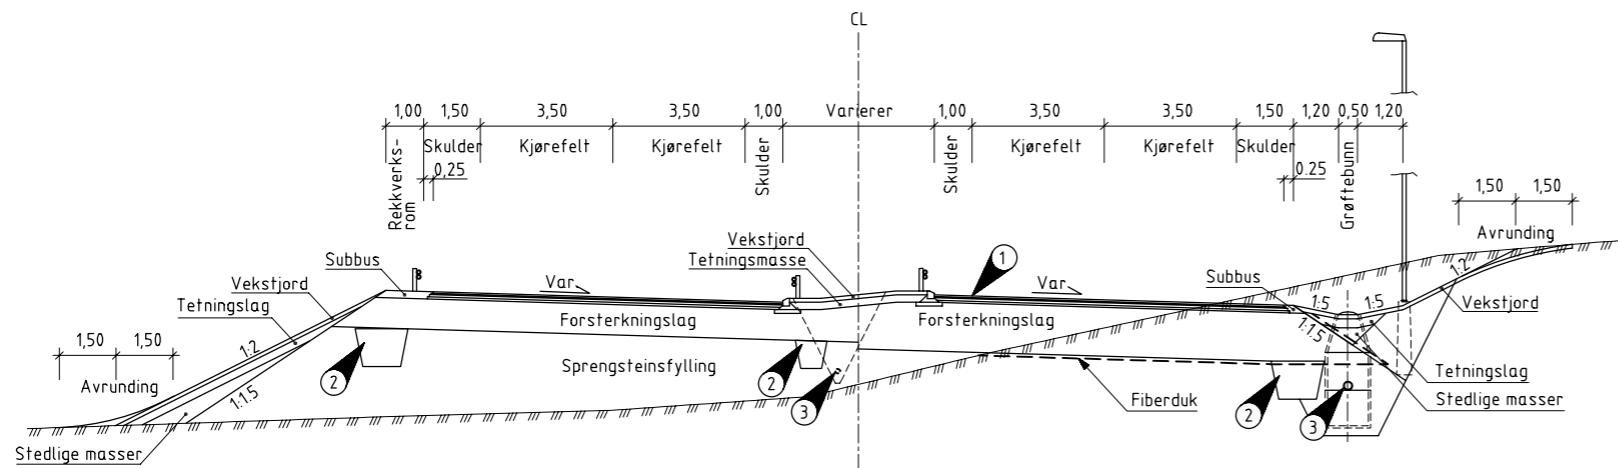 CL
1,00 1,50 3,50 3,50 1,00 Varierer 1,00 3,50 3,50 1,50 1,20 0,50 1,20
Rekkverks-
rom
Skulder Kjørefelt Kjørefelt Skulder Skulder Kjørefelt Kjørefelt Skulder Grøftebunn
0,25 0.25
1,50 1,50
Avrunding
Vekstjord
Tetningsmasse
1
Subbus Var Var Subbus
1:2
Vekstjord
Vekstjord
Tetningslag
1:5 1:5
Forsterkningslag Forsterkningslag
1:1.5
1,50 1,50
1:2
Avrunding
Sprengsteinsfylling
2 2 2
1:1.5
3 3
Fiberduk
Tetningslag
Stedlige masser
Stedlige masser